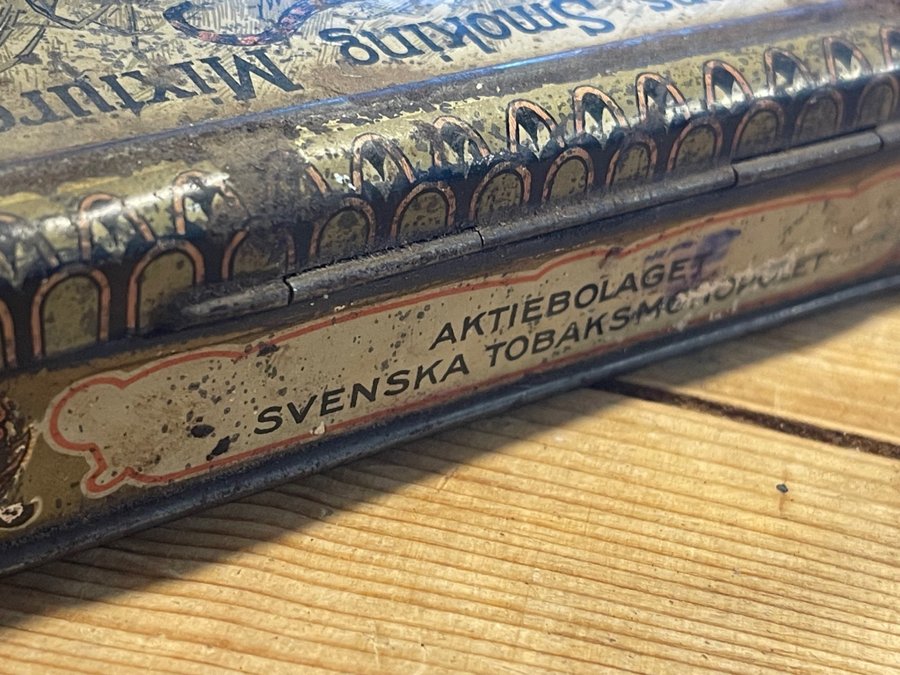 Smoking
Mixture
AKTIEBOLAGET
SVENSKA TOBAKSMONOPOLET